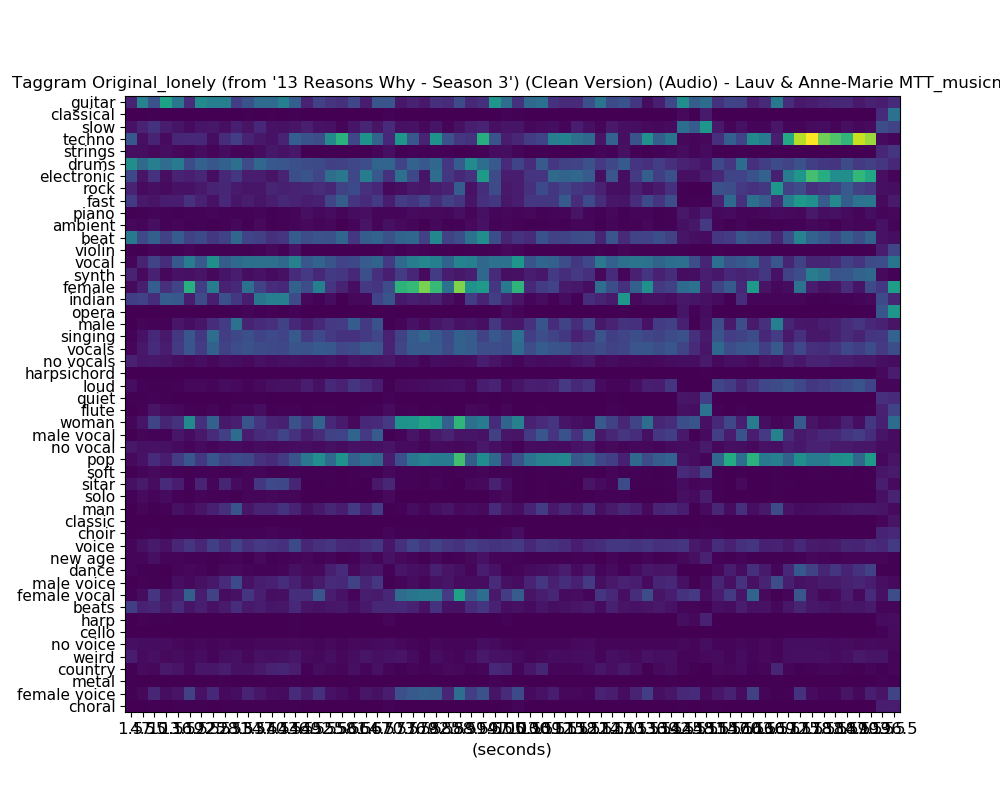 Taggram Original_lonely (from '13 Reasons Why - Season 3') (Clean Version) (Audio) - Lauv & Anne-Marie MTT_musicn
guitar
classical
slow
techno
strings
drums
electronic
rock
fast
piano
ambient
beat
violin
vocal
synth
female
indian
opera
male
singing
vocals
no vocals
harpsichord
loud
quiet
flute
woman
male vocal
no vocal
pop
soft
sitar
solo
man
classic
choir
voice
new age
dance
male voice
female vocal
beats
harp
cello
no voice
weird
country
metal
female voice
choral
(seconds)